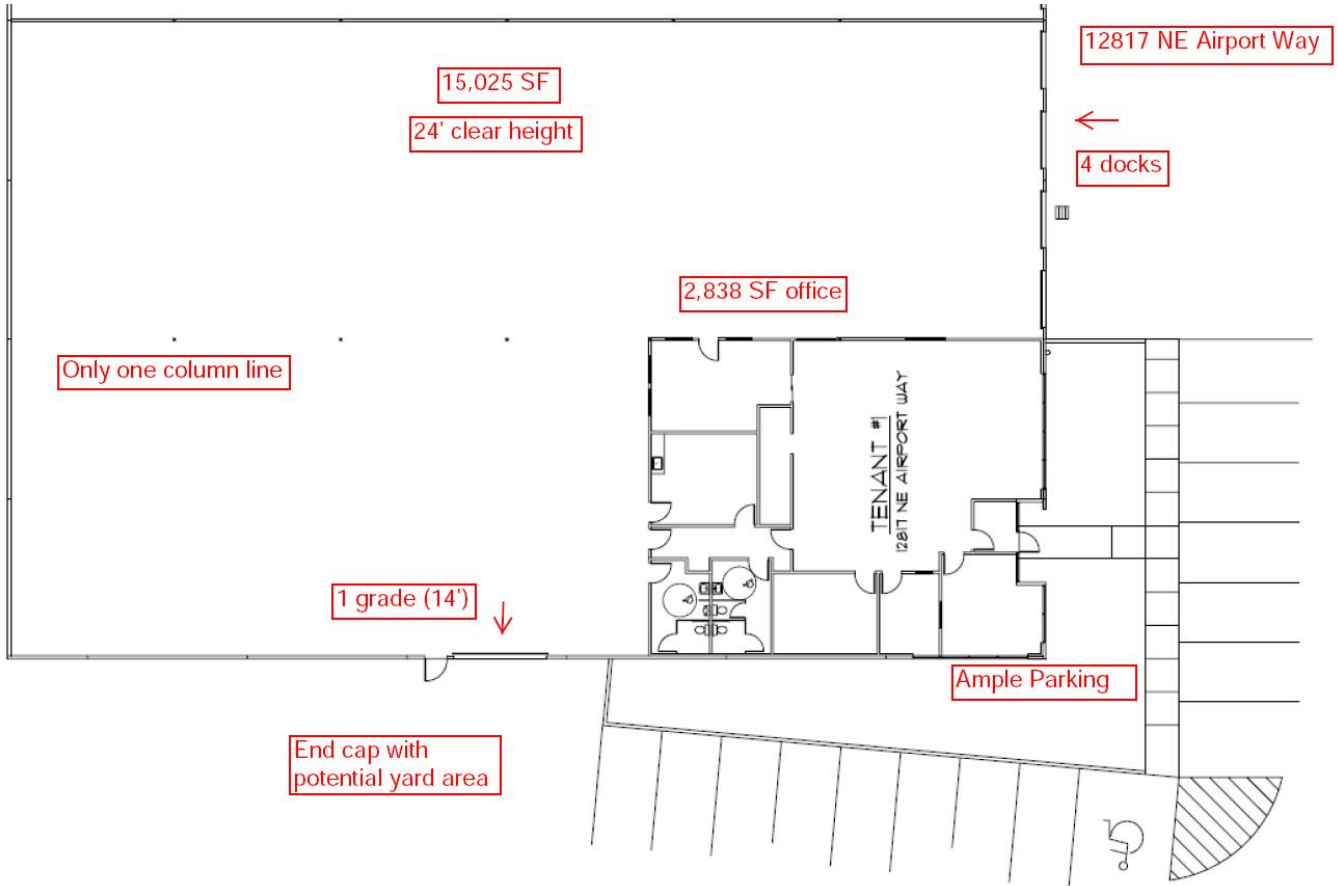 12817 NE Airport Way
15,025 SF
24' clear height
4 docks
2,838 SF office
Only one column line
TENANT #1
12817 NE AIRPORT WAY
1 grade (14')
Ample Parking
End cap with
potential yard area